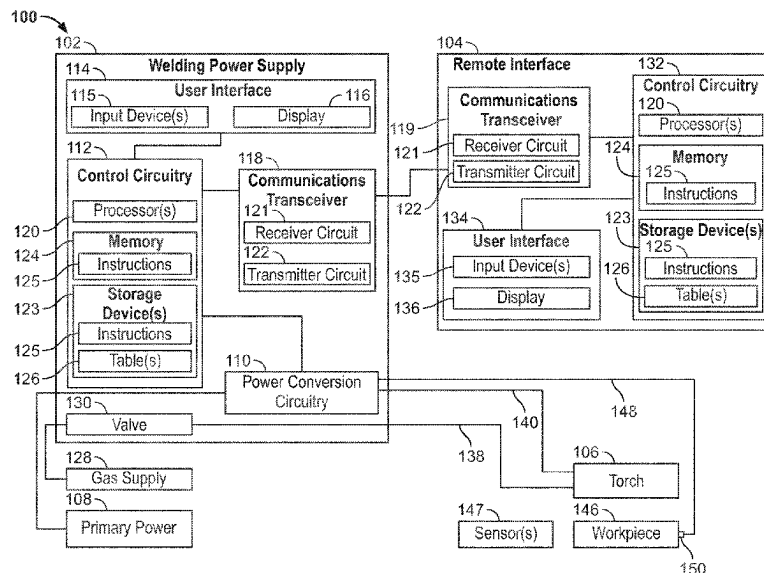 100
102
Welding Power Supply
114
User Interface
115
Input Device(s)
116
Display
112
Control Circuitry
120
Processor(s)
124
Memory
125
Instructions
123
Storage Device(s)
125
Instructions
126
Table(s)
118
Communications Transceiver
121
Receiver Circuit
122
Transmitter Circuit
110
Power Conversion Circuitry
130
Valve
128
Gas Supply
108
Primary Power
104
Remote Interface
119
Communications Transceiver
121
Receiver Circuit
122
Transmitter Circuit
134
User Interface
135
Input Device(s)
136
Display
132
Control Circuitry
120
Processor(s)
124
Memory
125
Instructions
123
Storage Device(s)
125
Instructions
126
Table(s)
148
140
138
106
Torch
147
Sensor(s)
146
Workpiece
150